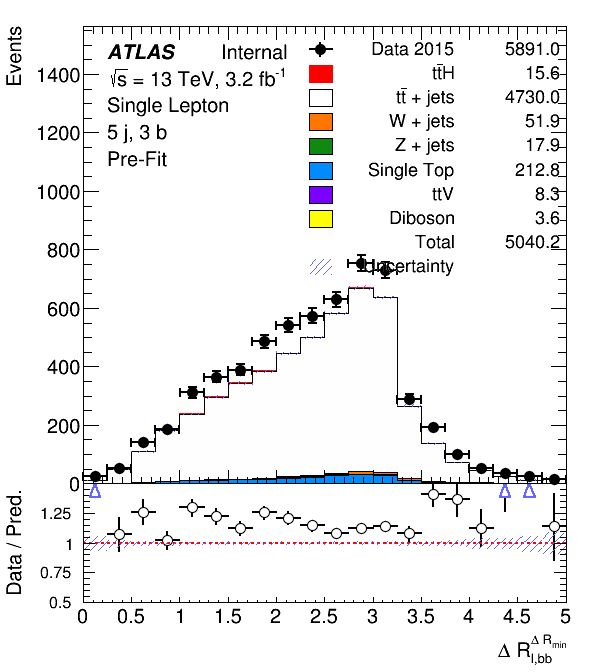 Events
ATLAS Internal
√s = 13 TeV, 3.2 fb⁻¹
Single Lepton
5 j, 3 b
Pre-Fit
Data 2015 5891.0
tt̄H 15.6
tt̄ + jets 4730.0
W + jets 51.9
Z + jets 17.9
Single Top 212.8
ttV 8.3
Diboson 3.6
Total 5040.2
Uncertainty
1400
1200
1000
800
600
400
200
0
Data / Pred.
1.25
1
0.75
0.5
0 0.5 1 1.5 2 2.5 3 3.5 4 4.5 5
Δ R_{l,bb}^{Δ R_{min}}